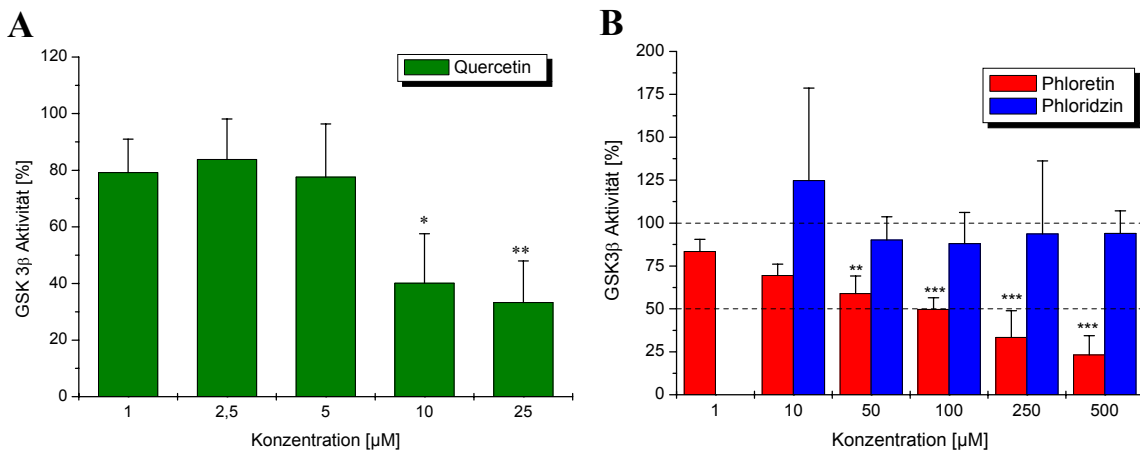 A
120
100
80
60
40
20
0
GSK 3β Aktivität [%]
Quercetin
*
**
1 2,5 5 10 25
Konzentration [µM]
B
200
175
150
125
100
75
50
25
0
GSK3β Aktivität [%]
Phloretin
Phloridzin
**
***
***
***
1 10 50 100 250 500
Konzentration [µM]